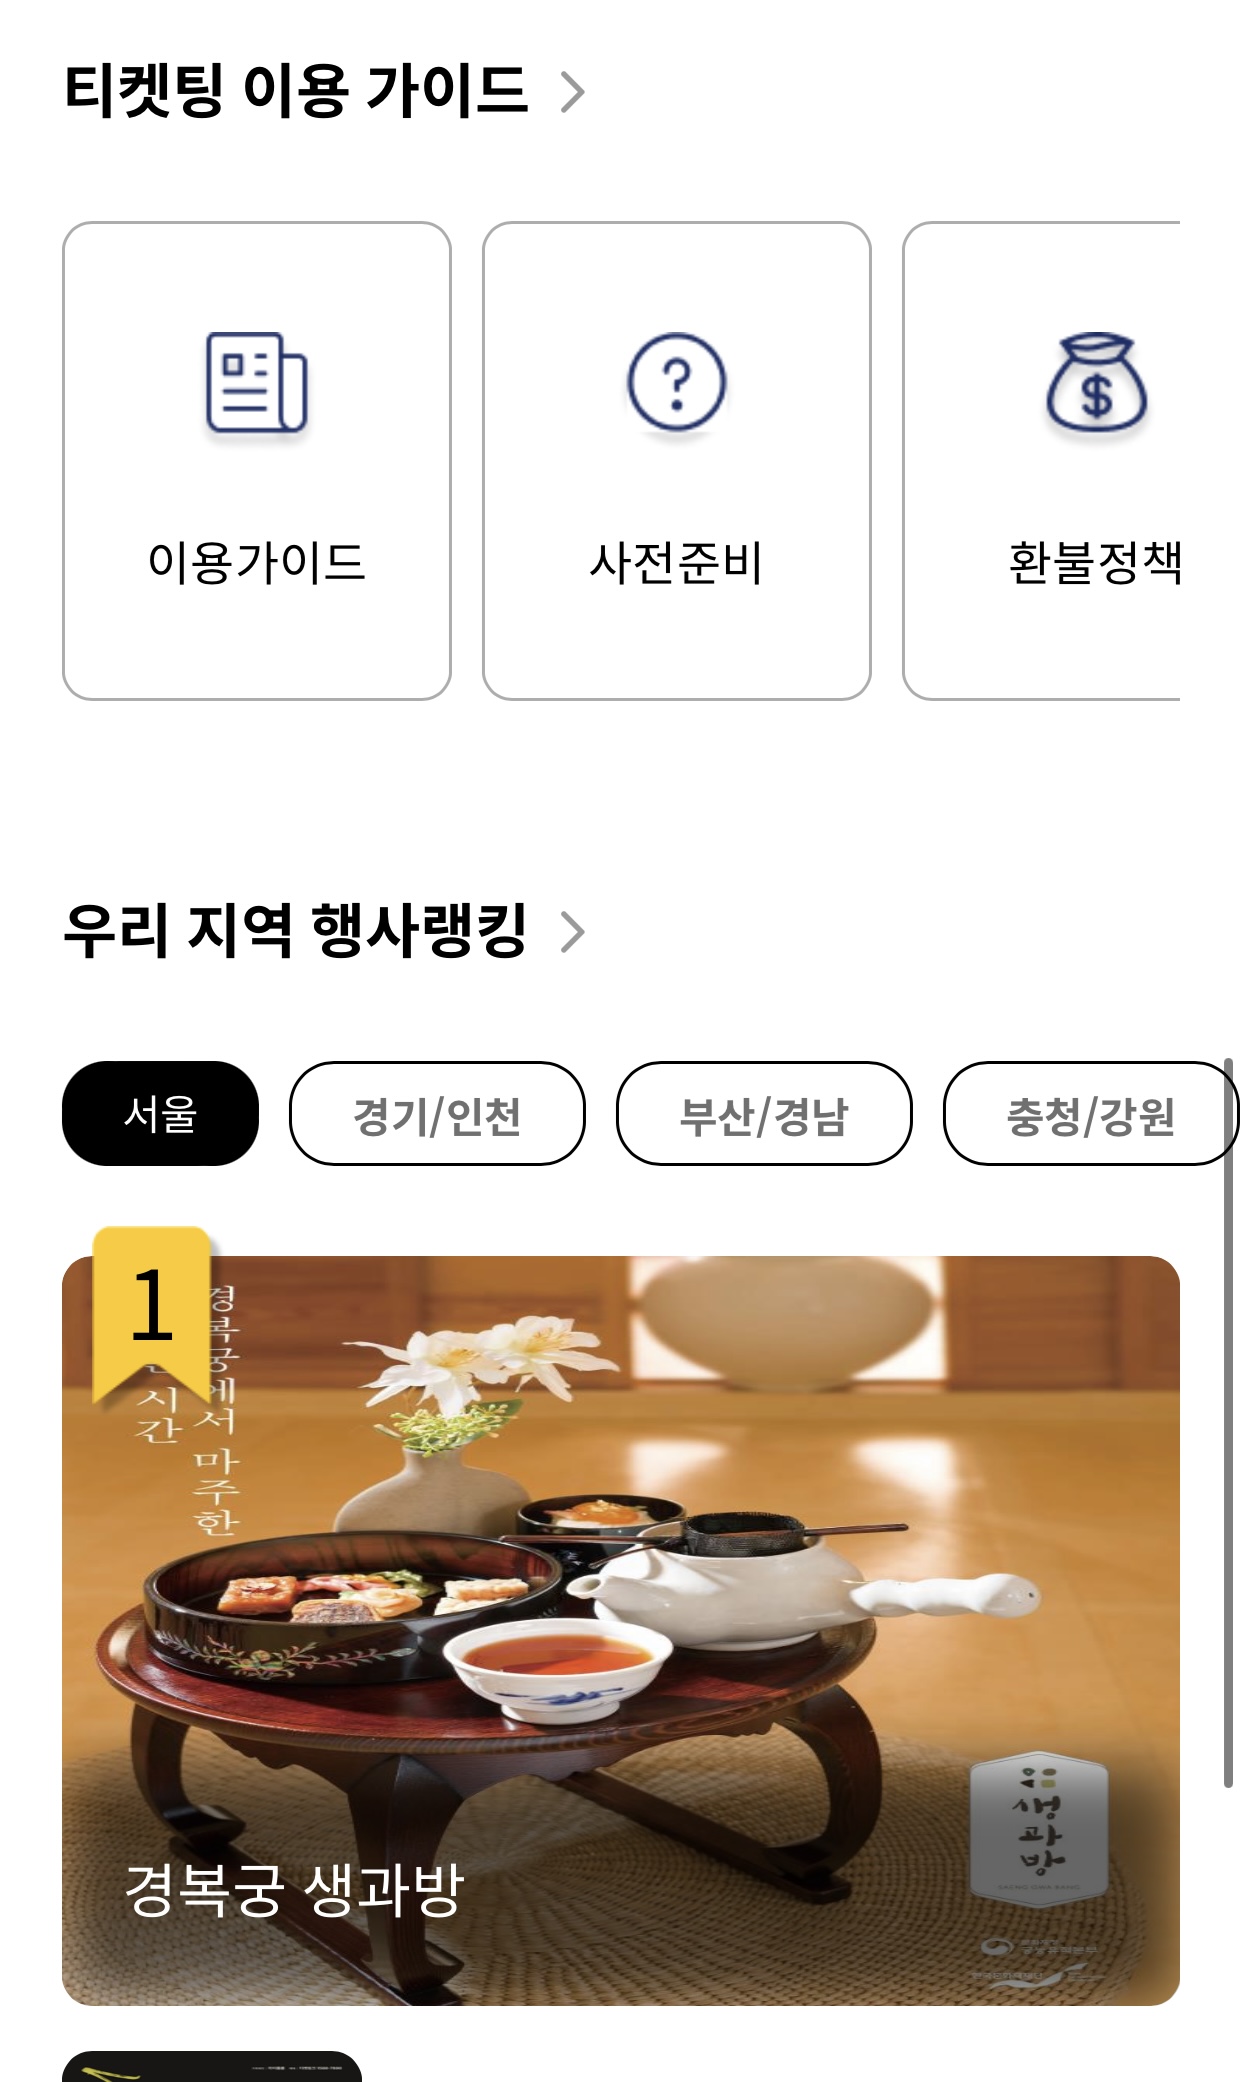 티켓팅 이용 가이드
이용가이드
사전준비
환불정책
우리 지역 행사랭킹
서울
경기/인천
부산/경남
충청/강원
1
경복궁에서 마주한
시간
생과방
경복궁 생과방